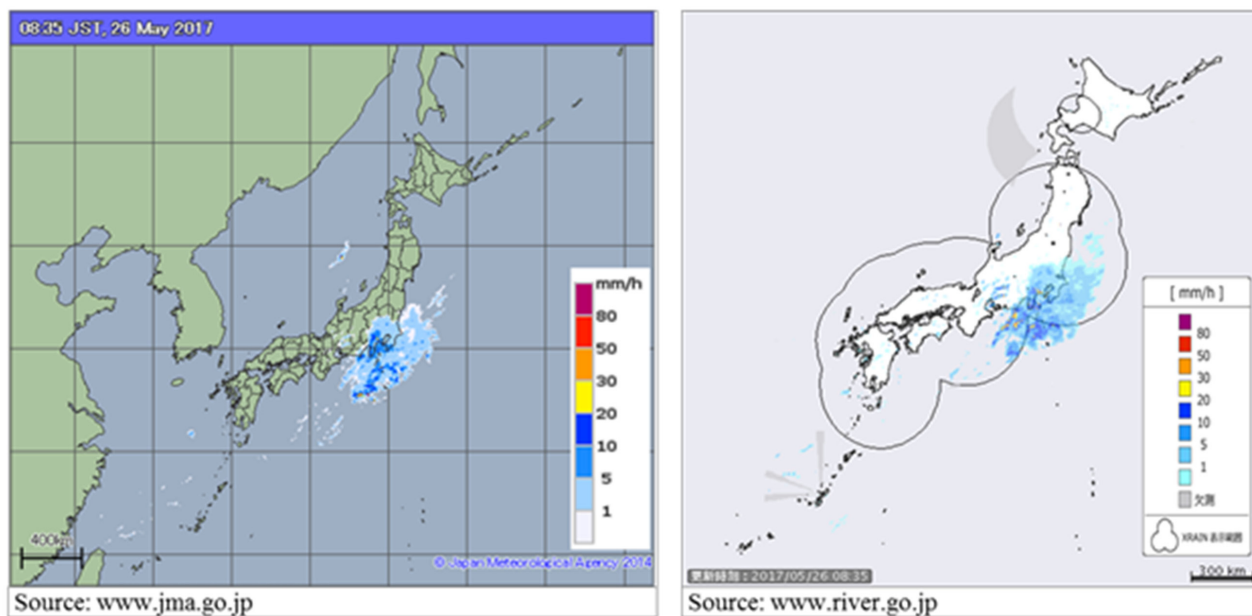 08:35 JST, 26 May 2017
mm/h
80
50
30
20
10
5
1
400km
© Japan Meteorological Agency 2014
Source: www.jma.go.jp
[ mm/h ]
80
50
30
20
10
5
1
欠測
XRAIN 表示範囲
更新時刻：2017/05/26 08:35
300 km
Source: www.river.go.jp